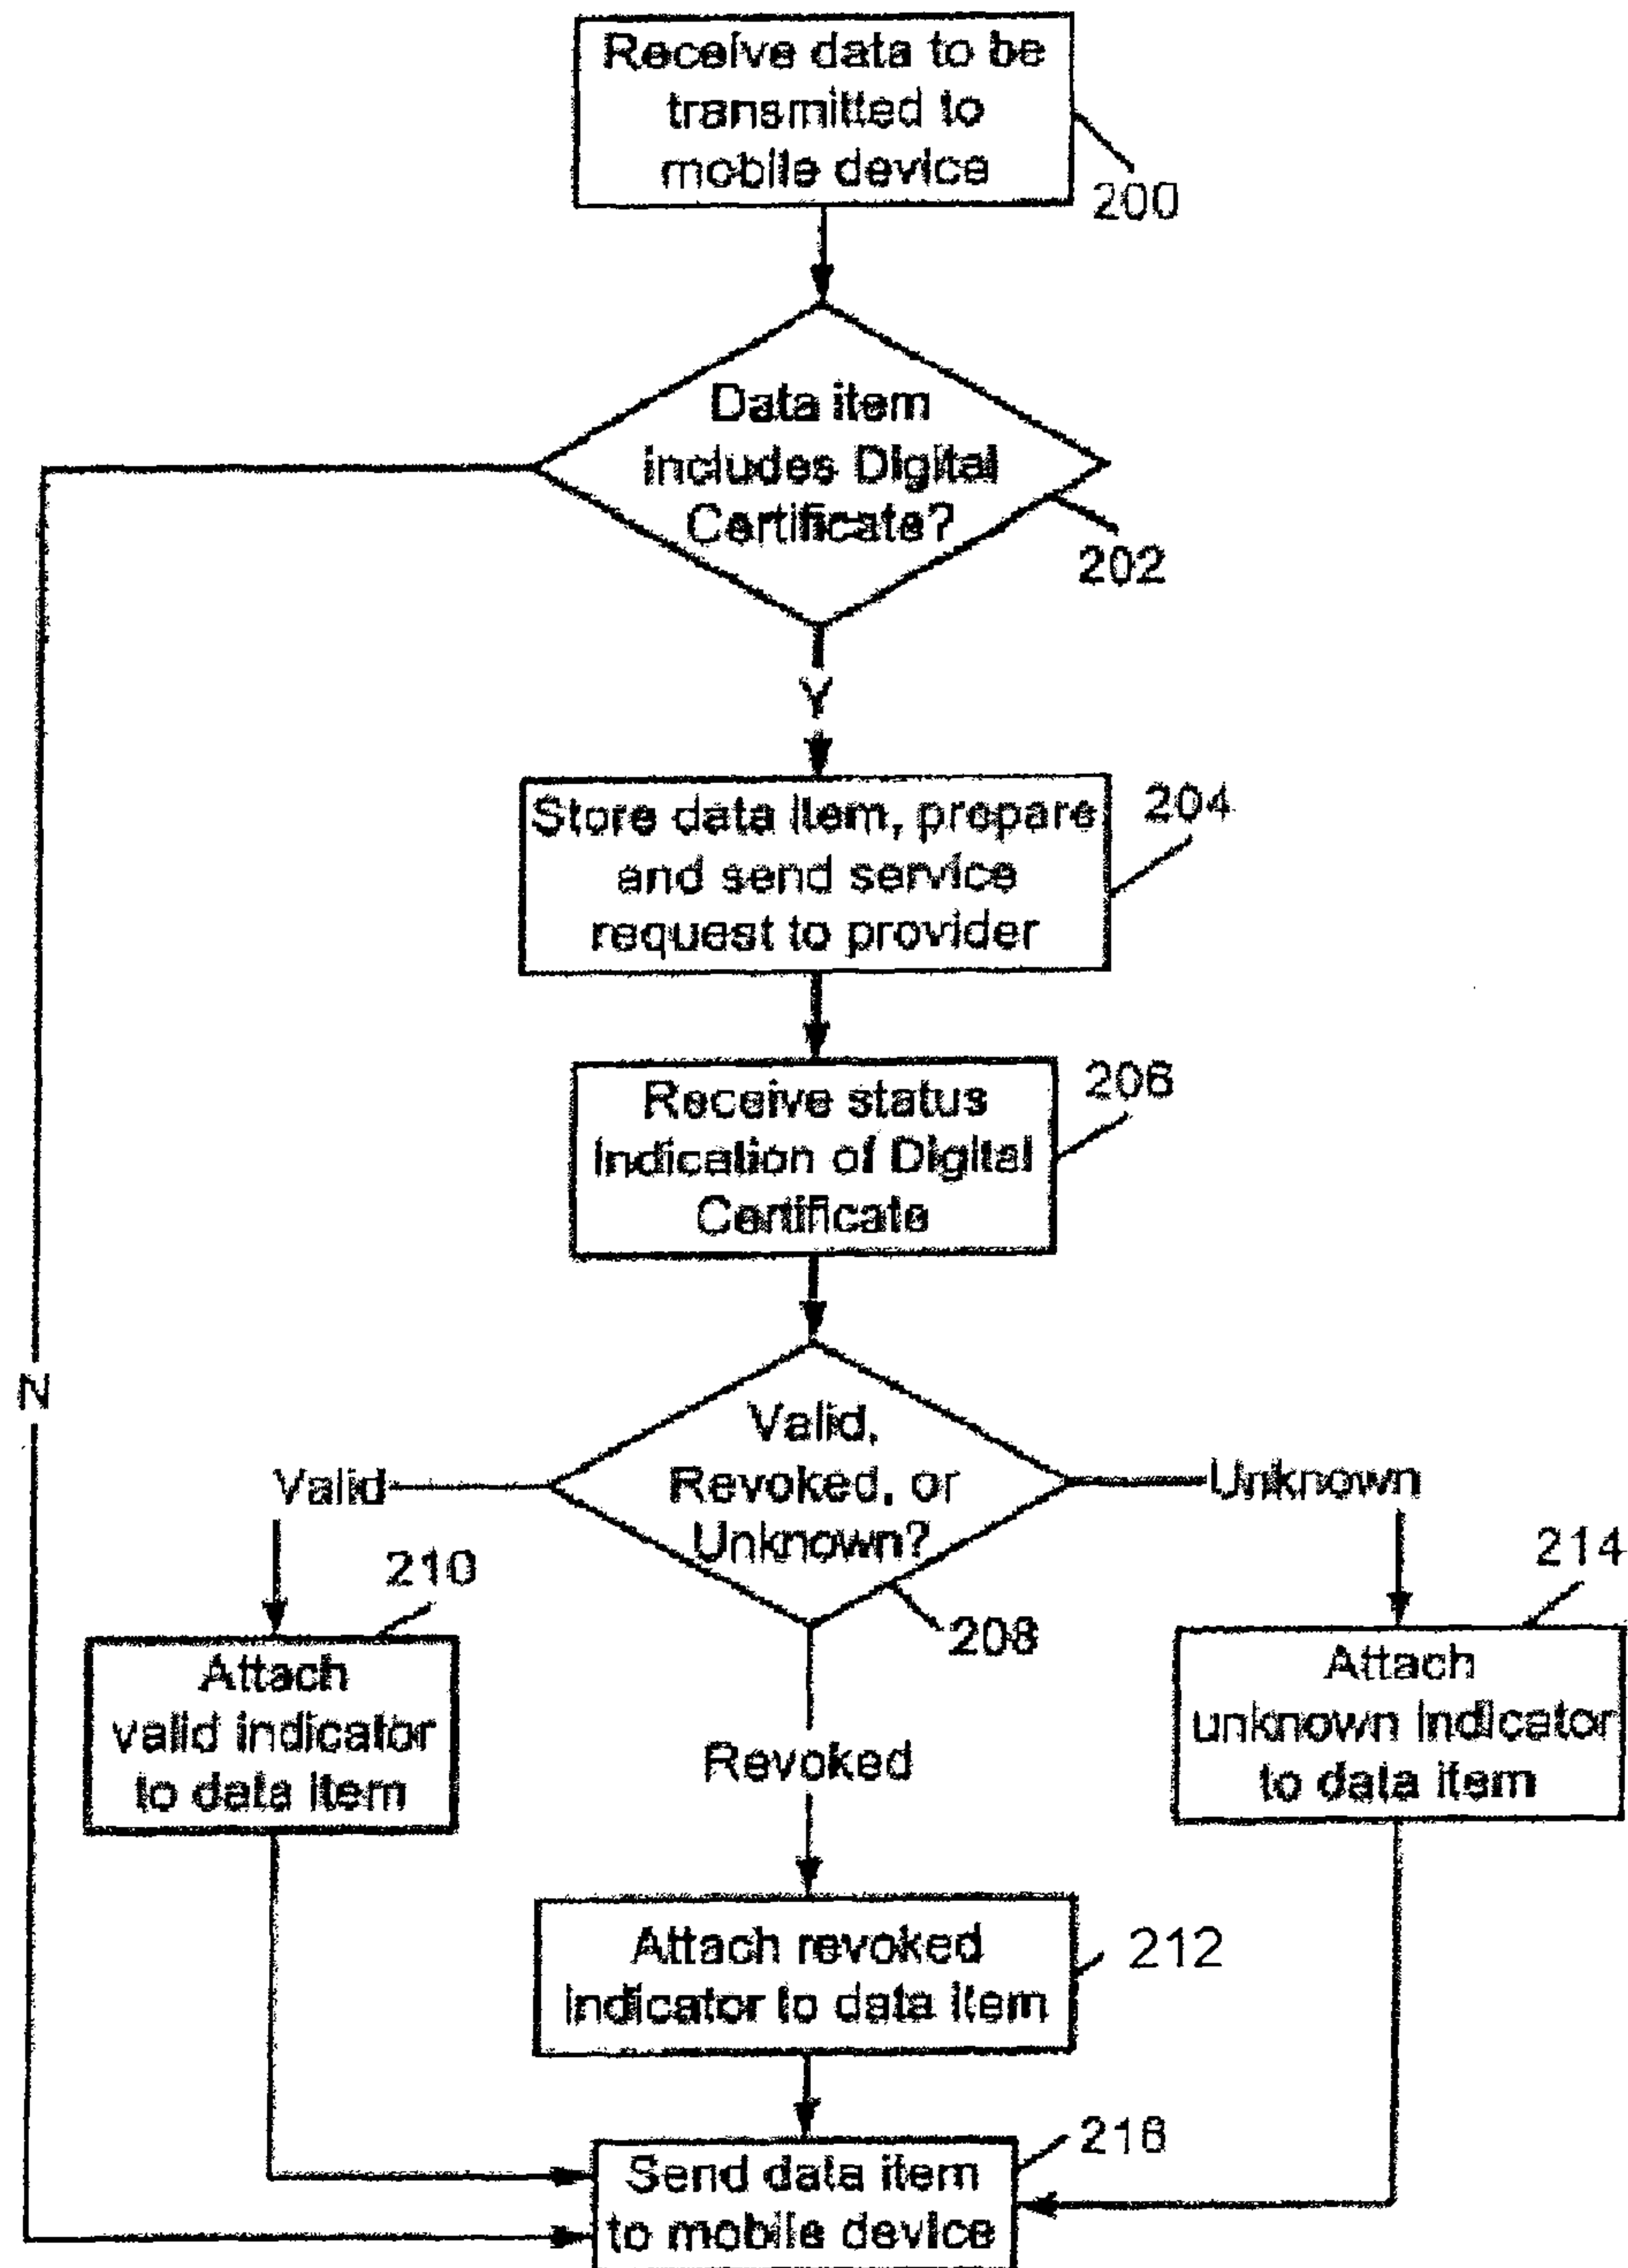 Receive data to be
transmitted to
mobile device
200
Data item
includes Digital
Certificate?
202
Y
Store data item, prepare
and send service
request to provider
204
Receive status
indication of Digital
Certificate
206
N
Valid,
Revoked, or
Unknown?
208
Valid
Unknown
210
214
Attach
valid indicator
to data item
Attach
unknown indicator
to data item
Revoked
Attach revoked
indicator to data item
212
216
Send data item
to mobile device